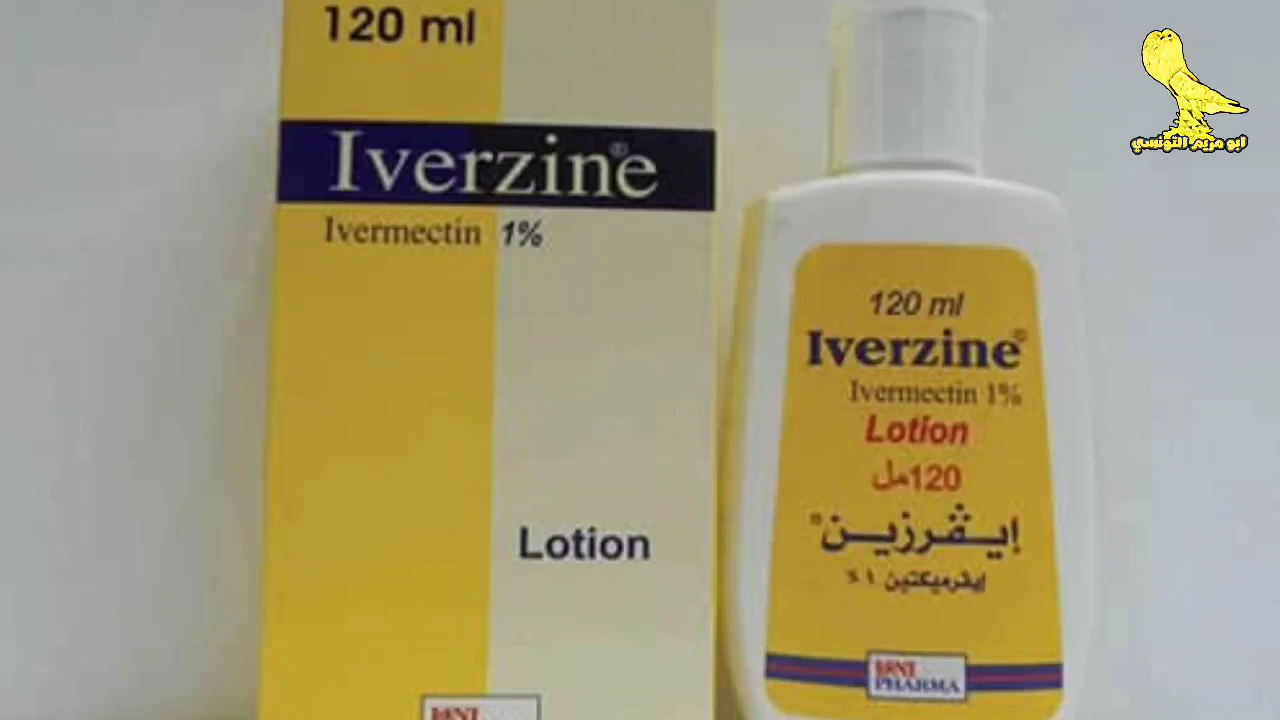 120 ml
Iverzine®
Ivermectin 1%
Lotion
120 ml
Iverzine®
Ivermectin 1%
Lotion
120مل
إيـڤـرزيـن®
إيڤرميكتين ١٪
PHARMA
ابو مريم التونسي